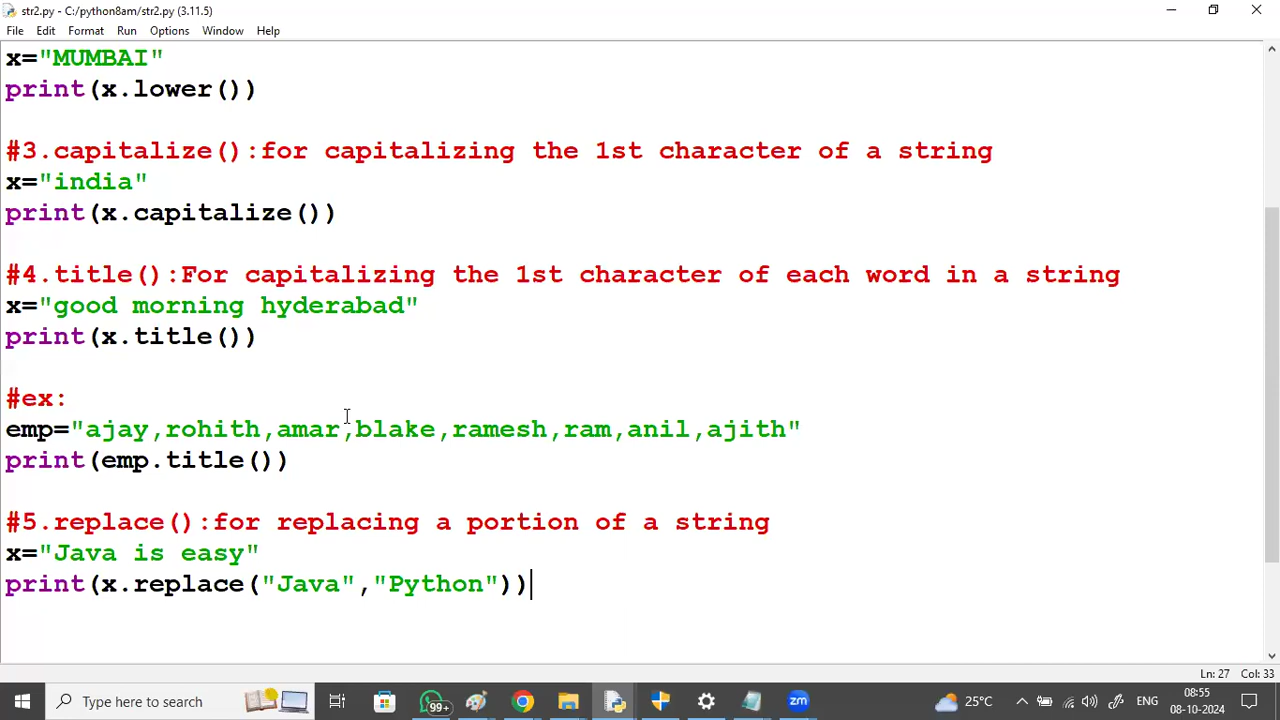 str2.py - C:/python8am/str2.py (3.11.5)
File Edit Format Run Options Window Help
x="MUMBAI"
print(x.lower())
#3.capitalize():for capitalizing the 1st character of a string
x="india"
print(x.capitalize())
#4.title():For capitalizing the 1st character of each word in a string
x="good morning hyderabad"
print(x.title())
#ex:
emp="ajay,rohith,amar,blake,ramesh,ram,anil,ajith"
print(emp.title())
#5.replace():for replacing a portion of a string
x="Java is easy"
print(x.replace("Java","Python"))
Ln: 27 Col: 33
Type here to search
99+
zm
25°C
ENG
08:55
08-10-2024